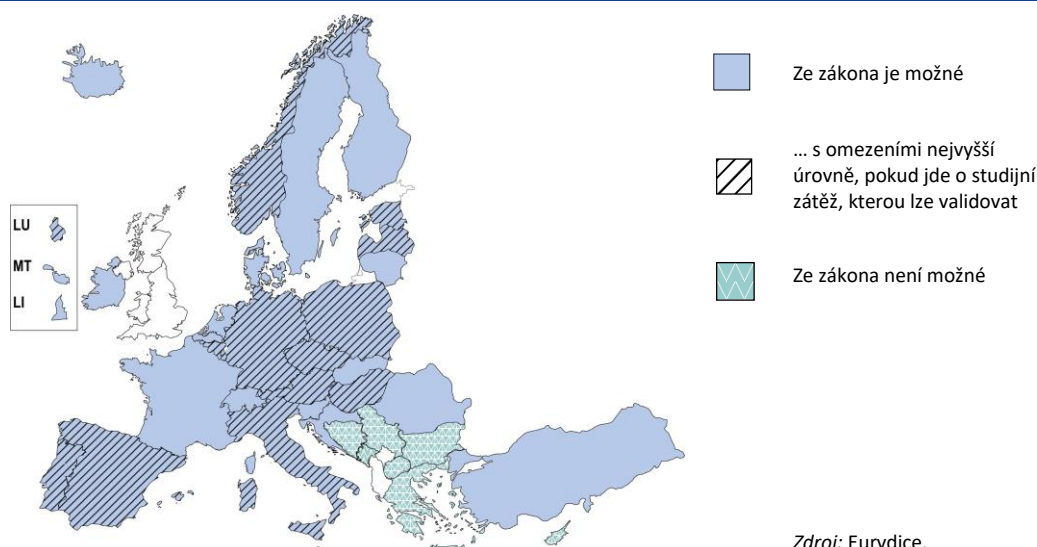 Ze zákona je možné
... s omezeními nejvyšší
úrovně, pokud jde o studijní
zátěž, kterou lze validovat
Ze zákona není možné
LU
MT
LI
Zdroj: Eurydice.